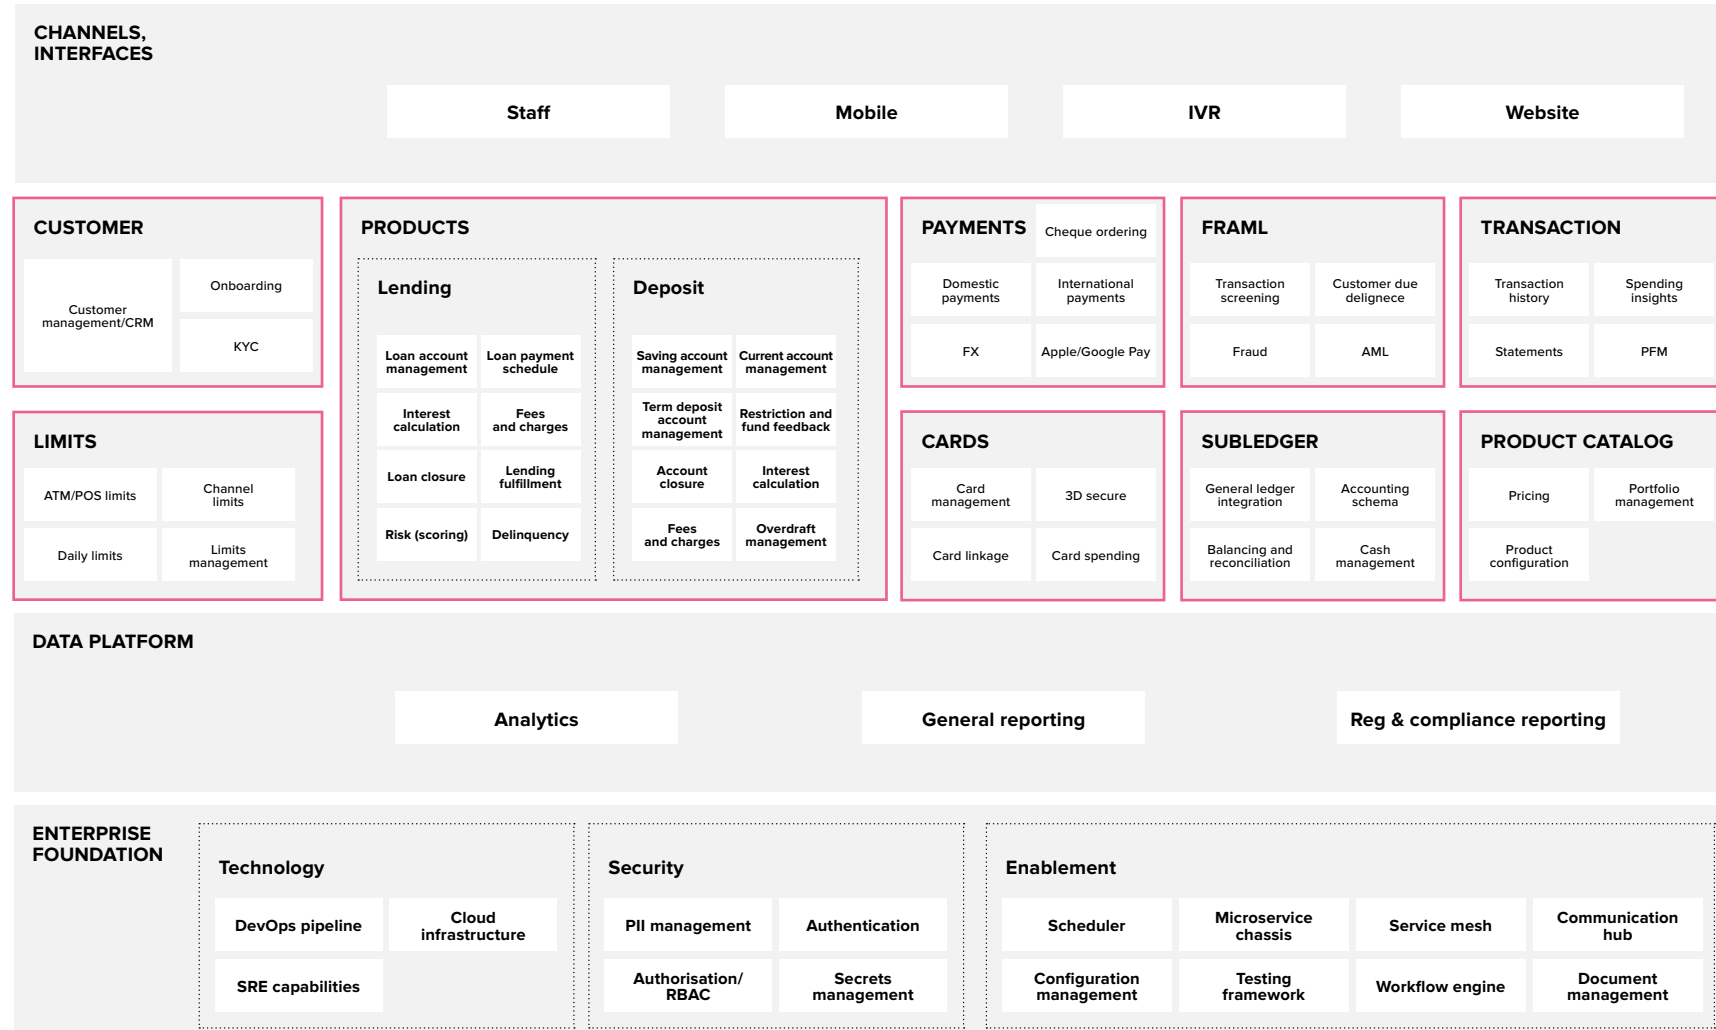 CHANNELS,
INTERFACES
Staff
Mobile
IVR
Website
CUSTOMER
Customer
management/CRM
Onboarding
KYC
LIMITS
ATM/POS limits
Channel
limits
Daily limits
Limits
management
PRODUCTS
Lending
Loan account
management
Loan payment
schedule
Interest
calculation
Fees
and charges
Loan closure
Lending
fulfillment
Risk (scoring)
Delinquency
Deposit
Saving account
management
Current account
management
Term deposit
account
management
Restriction and
fund feedback
Account
closure
Interest
calculation
Fees
and charges
Overdraft
management
PAYMENTS
Cheque ordering
Domestic
payments
International
payments
FX
Apple/Google Pay
FRAML
Transaction
screening
Customer due
delignece
Fraud
AML
TRANSACTION
Transaction
history
Spending
insights
Statements
PFM
CARDS
Card
management
3D secure
Card linkage
Card spending
SUBLEDGER
General ledger
integration
Accounting
schema
Balancing and
reconciliation
Cash
management
PRODUCT CATALOG
Pricing
Portfolio
management
Product
configuration
DATA PLATFORM
Analytics
General reporting
Reg & compliance reporting
ENTERPRISE
FOUNDATION
Technology
DevOps pipeline
Cloud
infrastructure
SRE capabilities
Security
PII management
Authentication
Authorisation/
RBAC
Secrets
management
Enablement
Scheduler
Microservice
chassis
Service mesh
Communication
hub
Configuration
management
Testing
framework
Workflow engine
Document
management